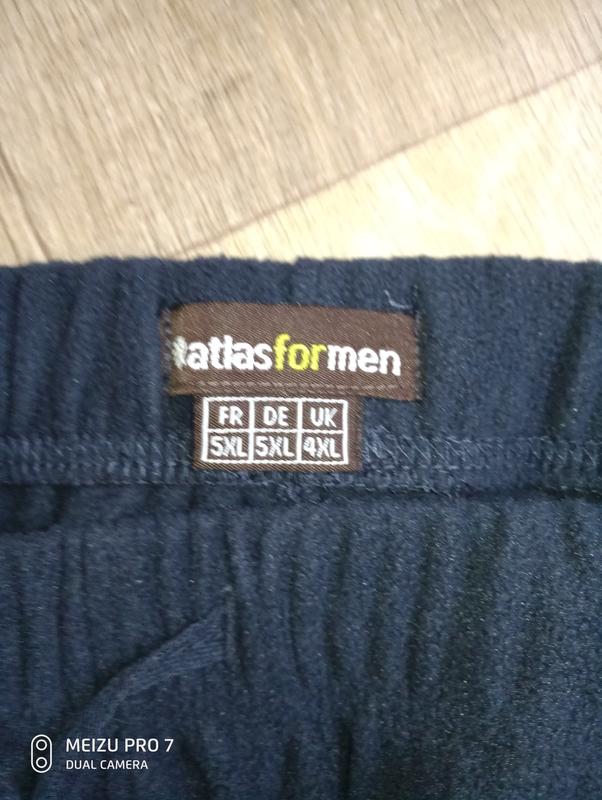 atlasformen
FR DE UK
5XL 5XL 4XL
MEIZU PRO 7
DUAL CAMERA